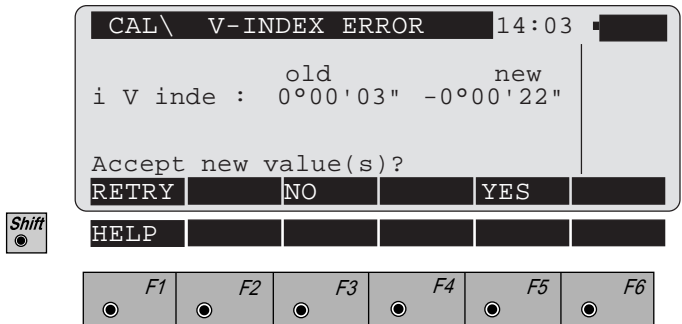 CAL\ V-INDEX ERROR 14:03
old new
i V inde : 0°00'03" -0°00'22"
Accept new value(s)?
RETRY NO YES
Shift HELP
F1 F2 F3 F4 F5 F6